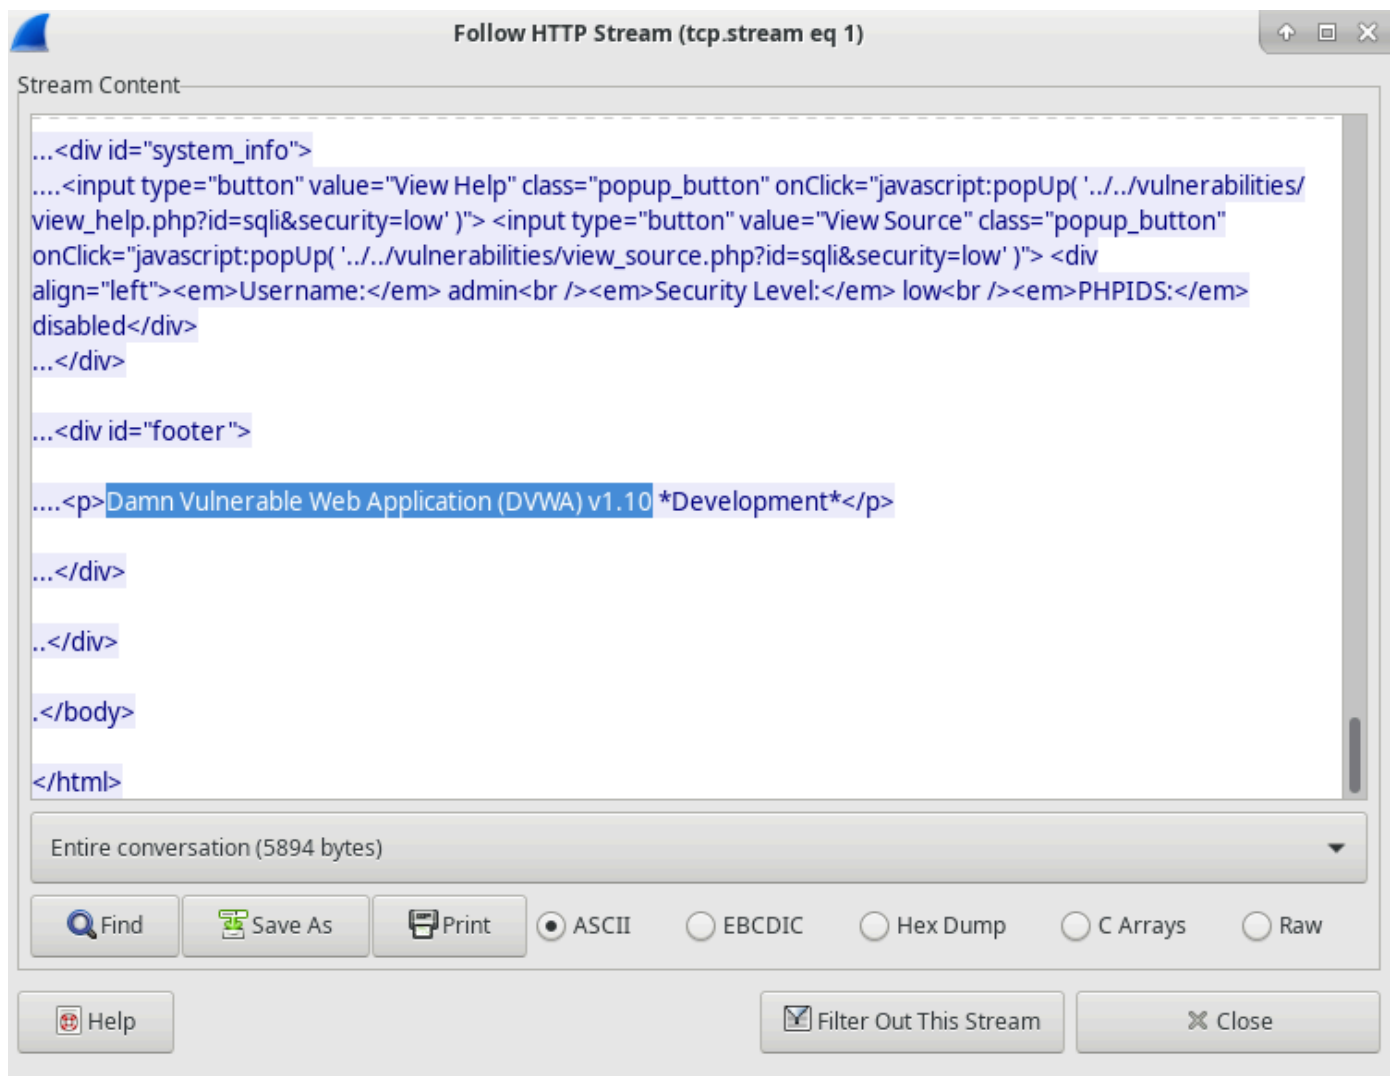 Follow HTTP Stream (tcp.stream eq 1)
Stream Content
...<div id="system_info">
....<input type="button" value="View Help" class="popup_button" onClick="javascript:popUp( '../../vulnerabilities/
view_help.php?id=sqli&security=low' )"> <input type="button" value="View Source" class="popup_button"
onClick="javascript:popUp( '../../vulnerabilities/view_source.php?id=sqli&security=low' )"> <div
align="left"><em>Username:</em> admin<br /><em>Security Level:</em> low<br /><em>PHPIDS:</em>
disabled</div>
...</div>
...<div id="footer">
....<p>Damn Vulnerable Web Application (DVWA) v1.10 *Development*</p>
...</div>
..</div>
.</body>
</html>
Entire conversation (5894 bytes)
Find Save As Print ASCII EBCDIC Hex Dump C Arrays Raw
Help Filter Out This Stream Close